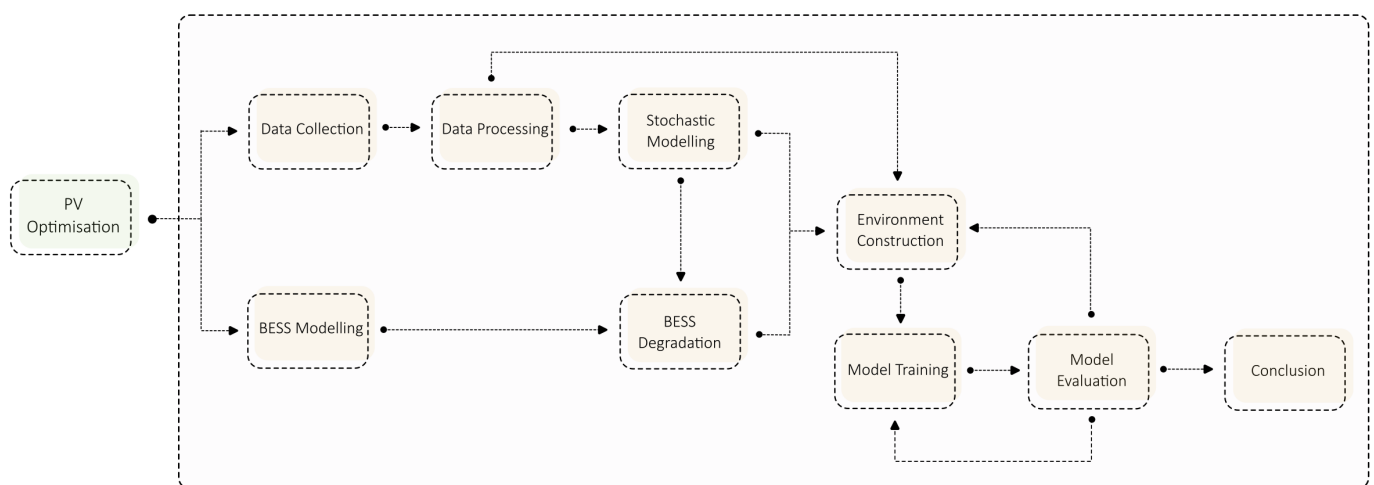 PV
Optimisation
Data Collection
Data Processing
Stochastic
Modelling
BESS Modelling
BESS
Degradation
Environment
Construction
Model Training
Model
Evaluation
Conclusion